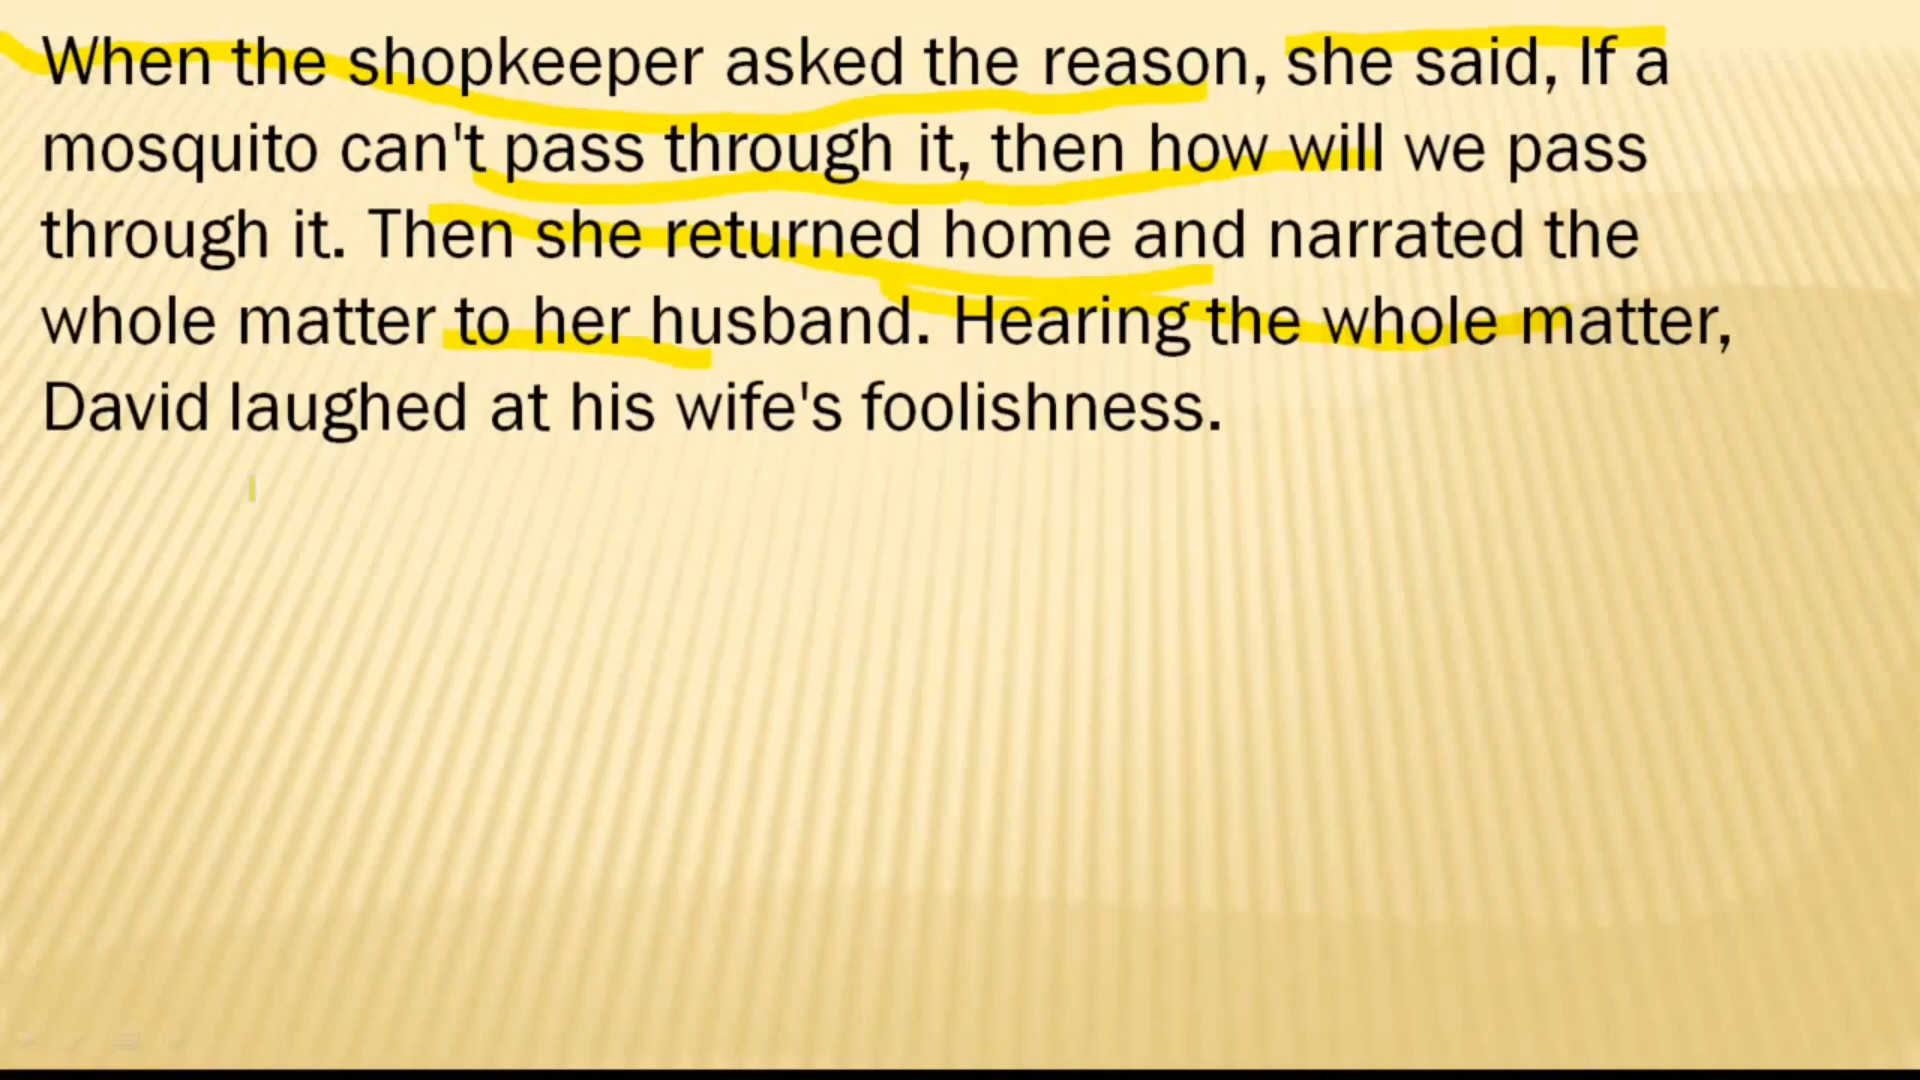 When the shopkeeper asked the reason, she said, If a
mosquito can't pass through it, then how will we pass
through it. Then she returned home and narrated the
whole matter to her husband. Hearing the whole matter,
David laughed at his wife's foolishness.